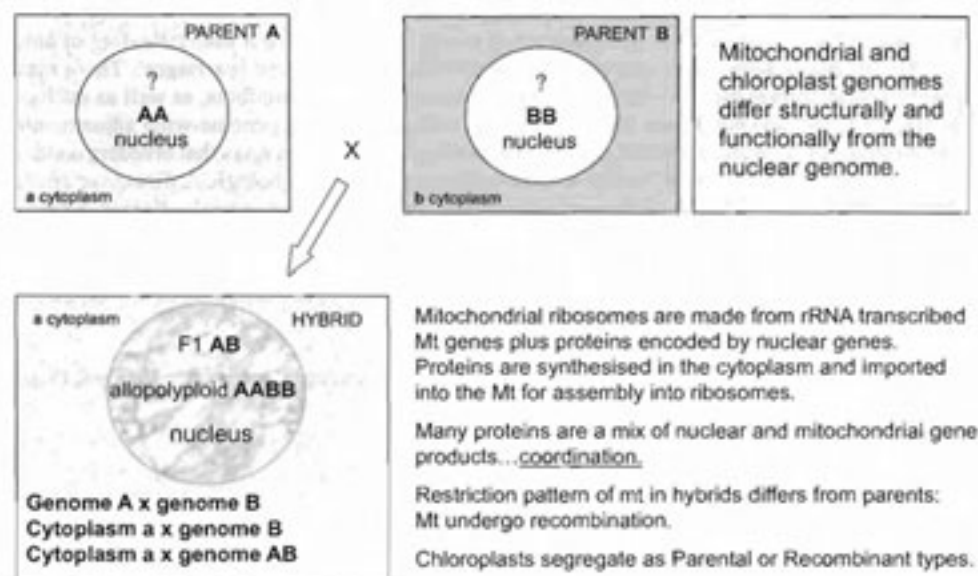 PARENT A
?
AA
nucleus
a cytoplasm
X
PARENT B
?
BB
nucleus
b cytoplasm
Mitochondrial and
chloroplast genomes
differ structurally and
functionally from the
nuclear genome.
a cytoplasm
HYBRID
F1 AB
allopolyploid AABB
nucleus
Genome A x genome B
Cytoplasm a x genome B
Cytoplasm a x genome AB
Mitochondrial ribosomes are made from rRNA transcribed
Mt genes plus proteins encoded by nuclear genes.
Proteins are synthesised in the cytoplasm and imported
into the Mt for assembly into ribosomes.
Many proteins are a mix of nuclear and mitochondrial gene
products...coordination.
Restriction pattern of mt in hybrids differs from parents:
Mt undergo recombination.
Chloroplasts segregate as Parental or Recombinant types.